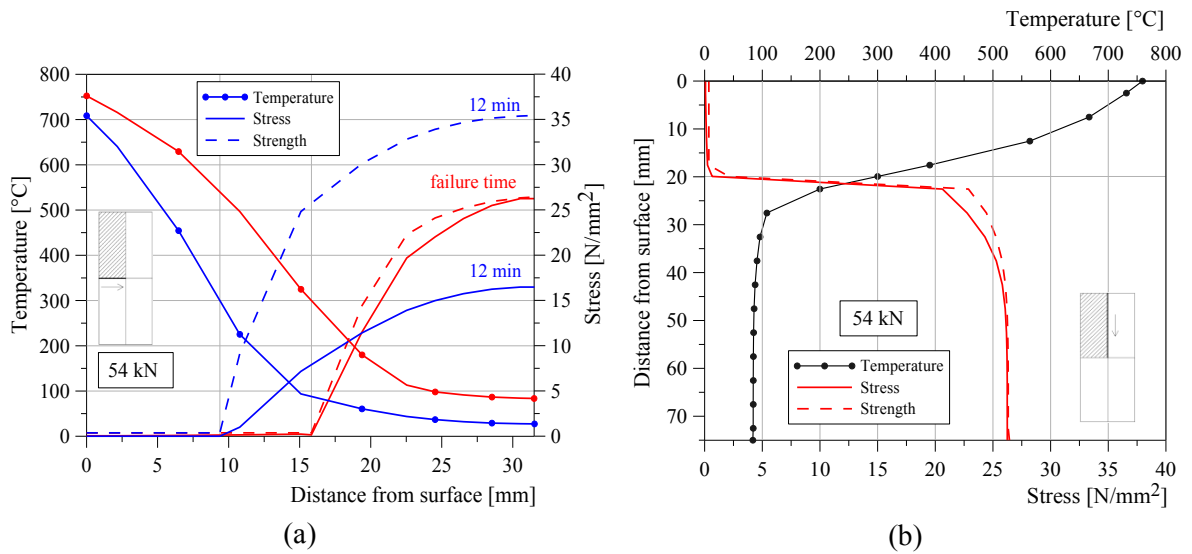 Temperature [°C]
800
700
600
500
400
300
200
100
0
40
35
30
25
20
15
10
5
0
Stress [N/mm²]
Temperature
Stress
Strength
12 min
failure time
12 min
54 kN
0
5
10
15
20
25
30
Distance from surface [mm]
(a)
Temperature [°C]
0
100
200
300
400
500
600
700
800
Distance from surface [mm]
0
10
20
30
40
50
60
70
54 kN
Temperature
Stress
Strength
0
5
10
15
20
25
30
35
40
Stress [N/mm²]
(b)